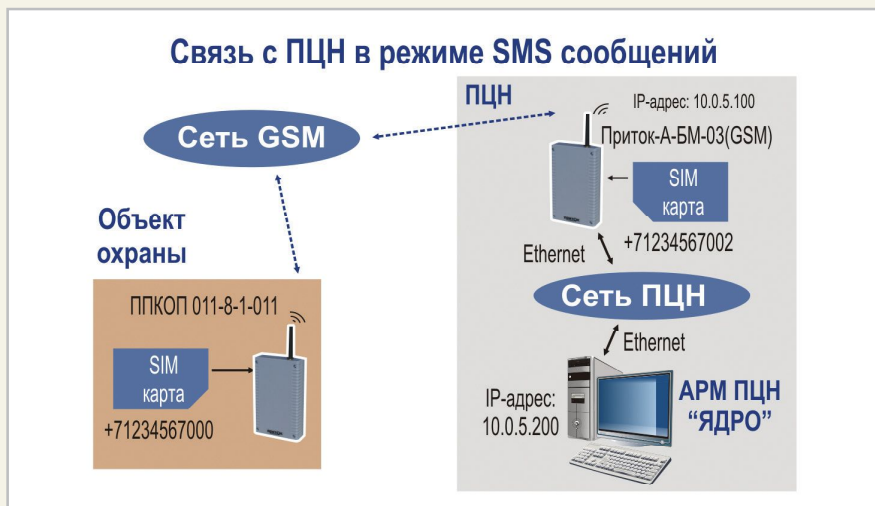 Связь с ПЦН в режиме SMS сообщений
ПЦН
IP-адрес: 10.0.5.100
Приток-А-БМ-03(GSM)
Сеть GSM
SIM
карта
+71234567002
Объект
охраны
Ethernet
Сеть ПЦН
ППКОП 011-8-1-011
SIM
карта
+71234567000
Ethernet
IP-адрес:
10.0.5.200
АРМ ПЦН
“ЯДРО”